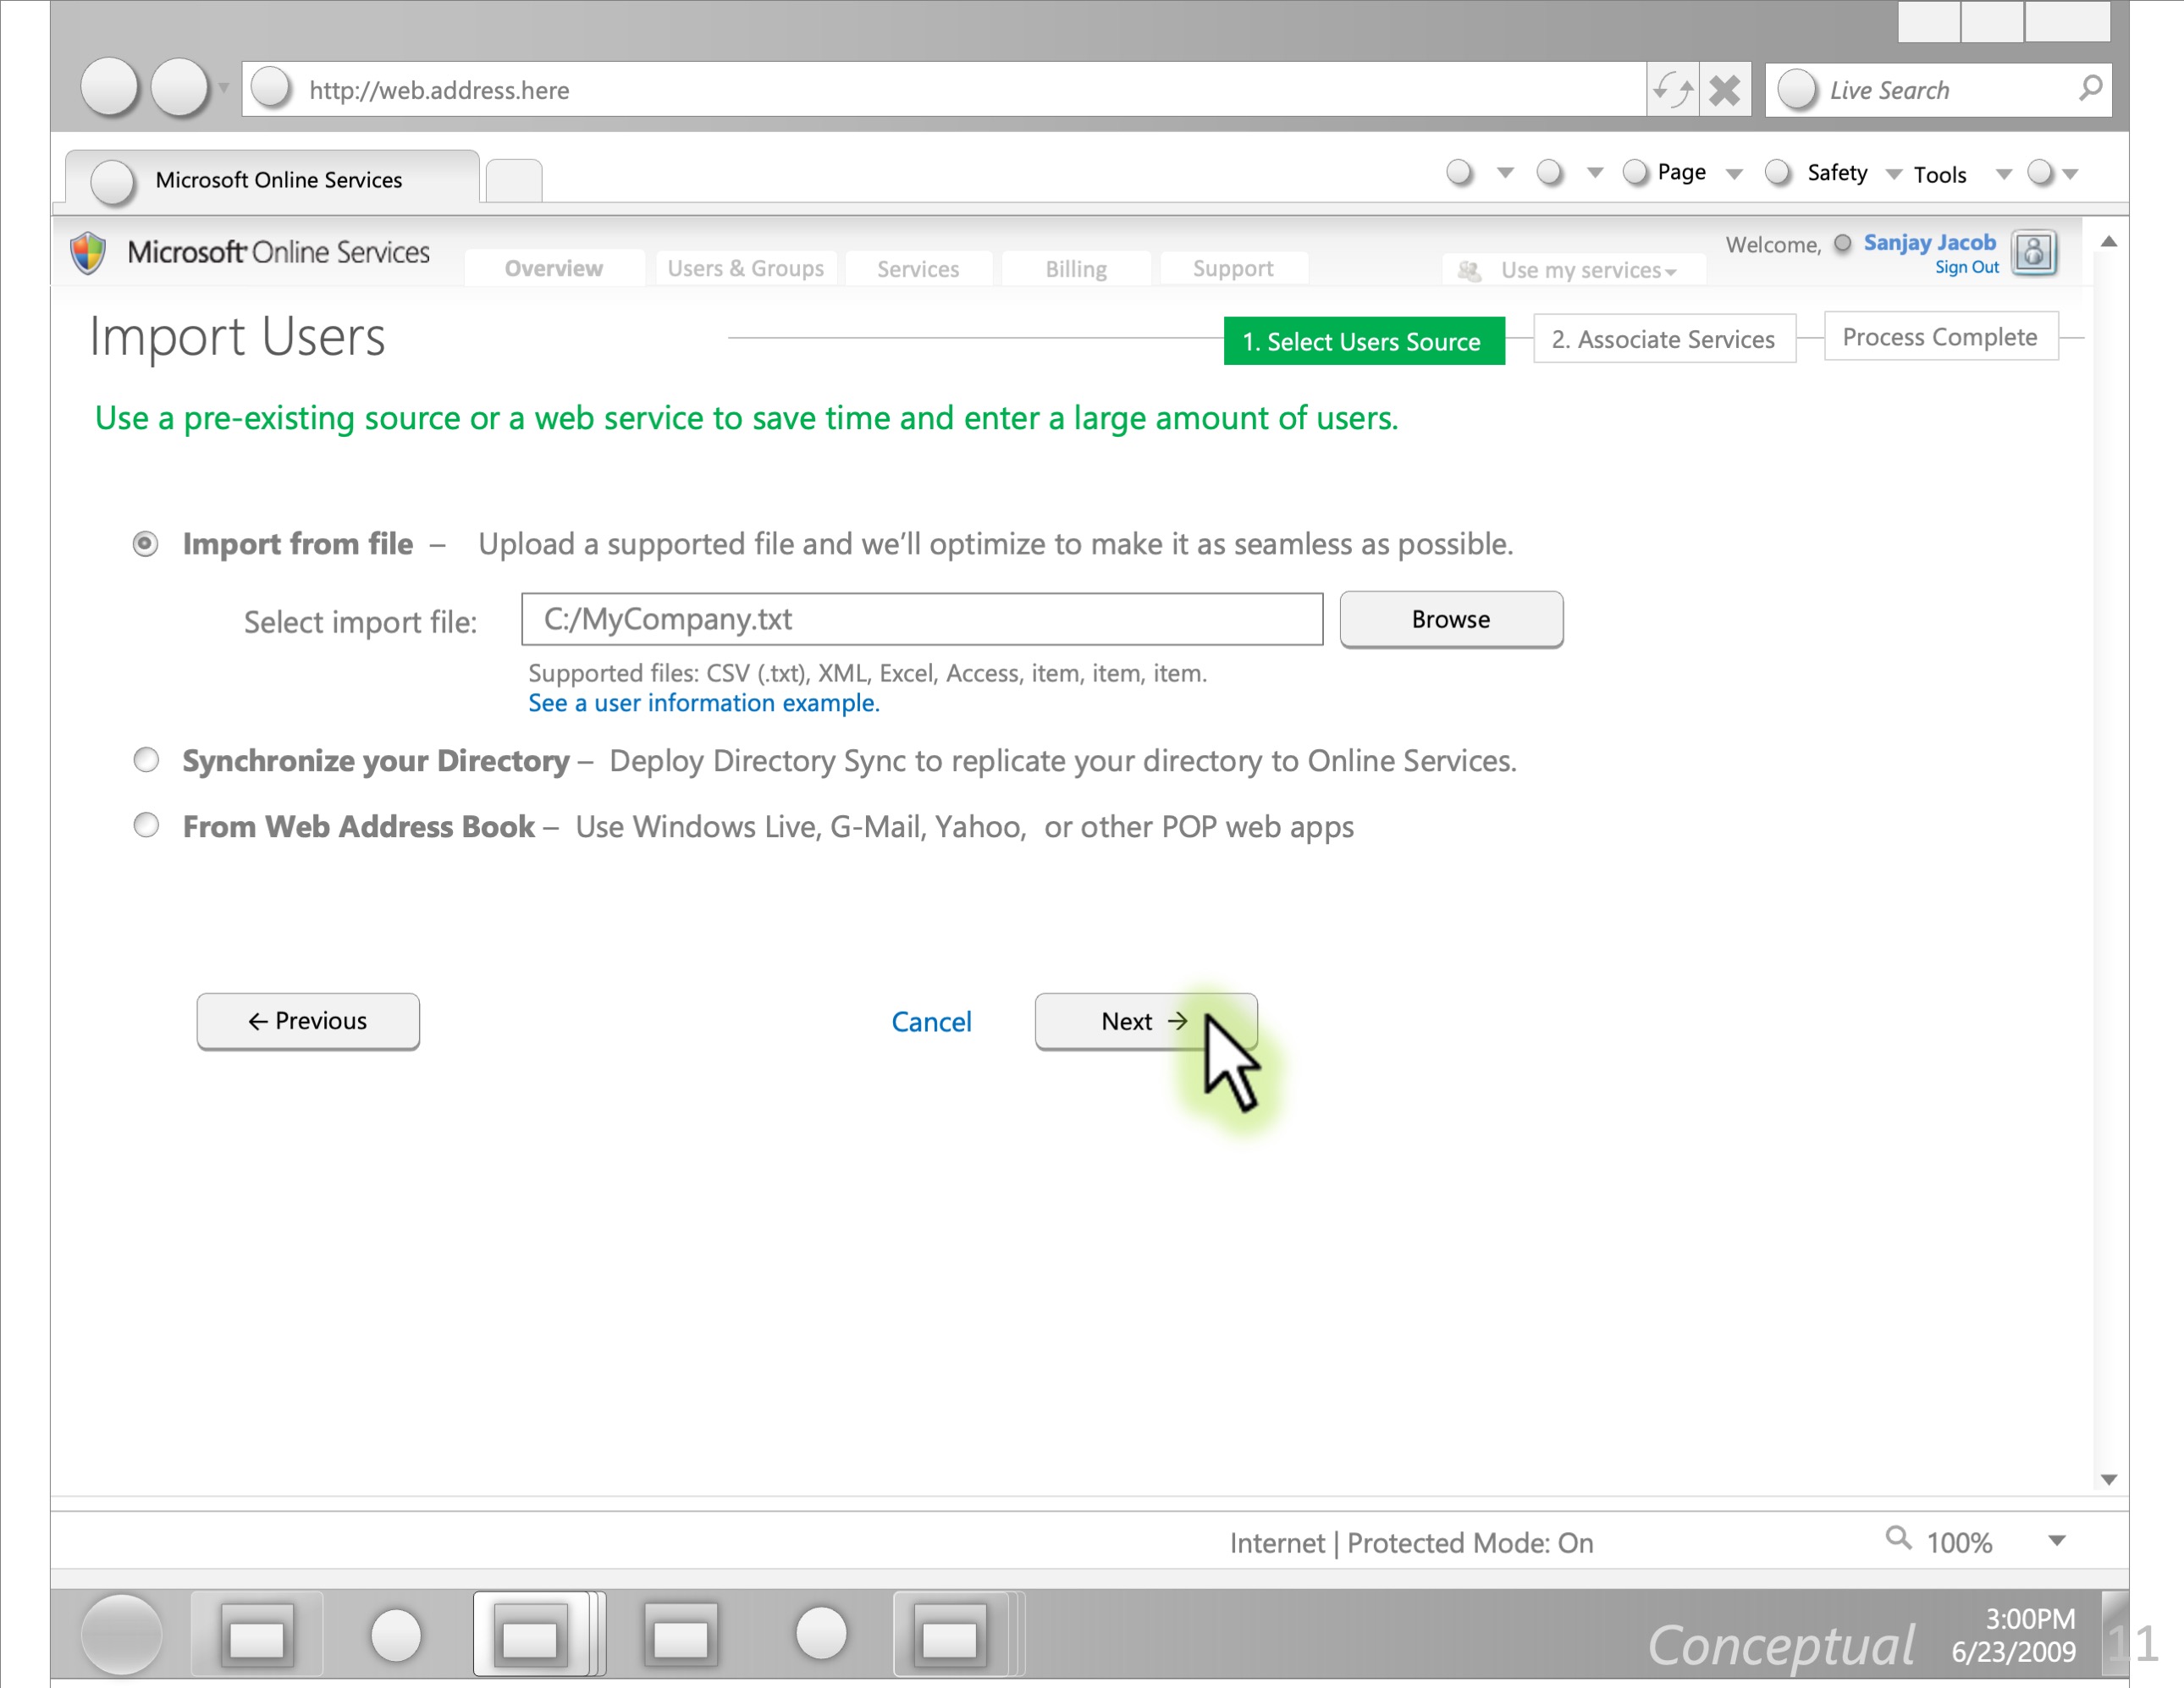 http://web.address.here
Live Search
Microsoft Online Services
Page
Safety
Tools
Microsoft Online Services
Overview
Users & Groups
Services
Billing
Support
Use my services
Welcome,
Sanjay Jacob
Sign Out
Import Users
1. Select Users Source
2. Associate Services
Process Complete
Use a pre-existing source or a web service to save time and enter a large amount of users.
Import from file – Upload a supported file and we’ll optimize to make it as seamless as possible.
Select import file:
C:/MyCompany.txt
Browse
Supported files: CSV (.txt), XML, Excel, Access, item, item, item.
See a user information example.
Synchronize your Directory – Deploy Directory Sync to replicate your directory to Online Services.
From Web Address Book – Use Windows Live, G-Mail, Yahoo, or other POP web apps
← Previous
Cancel
Next →
Internet | Protected Mode: On
100%
Conceptual
3:00PM
6/23/2009
11